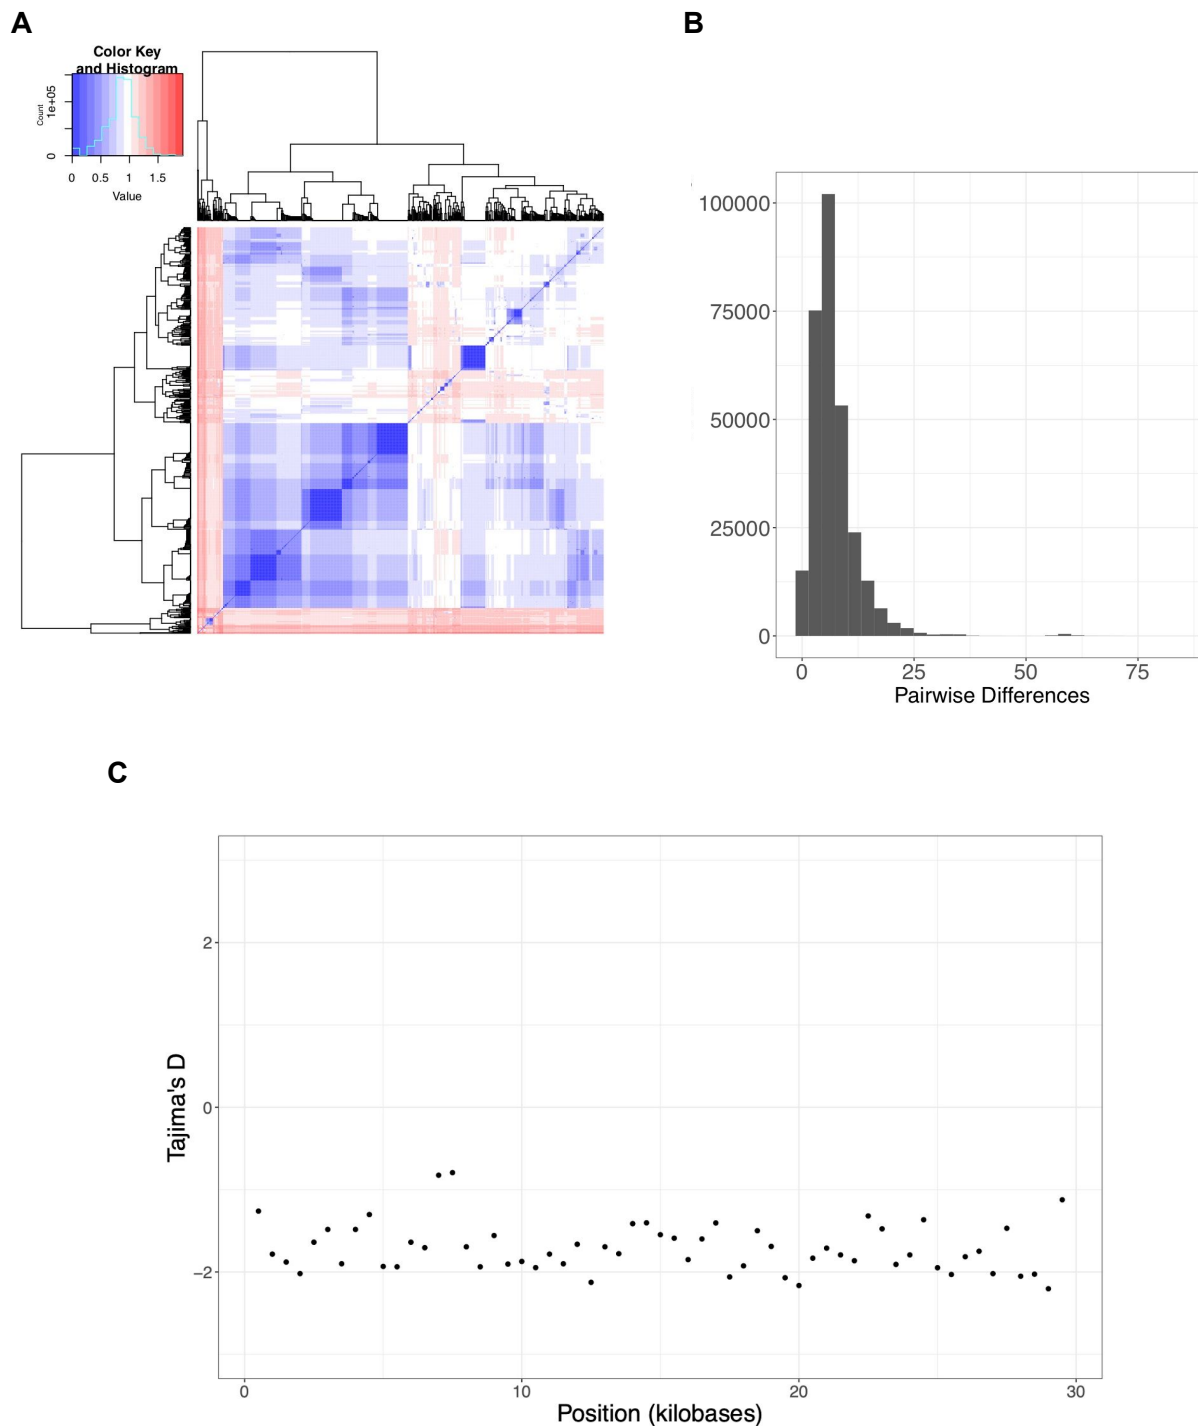 A
B
Color Key
and Histogram
Count
0
1e+05
0
0.5
1
1.5
Value
100000
75000
50000
25000
0
0
25
50
75
Pairwise Differences
C
Tajima's D
2
0
−2
0
10
20
30
Position (kilobases)